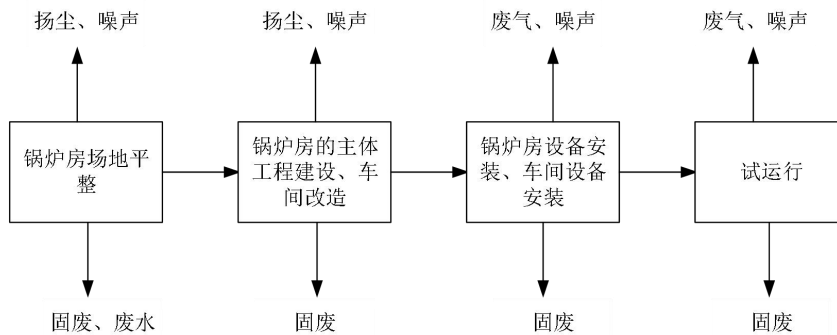 扬尘、噪声
扬尘、噪声
废气、噪声
废气、噪声
锅炉房场地平
整
锅炉房的主体
工程建设、车
间改造
锅炉房设备安
装、车间设备
安装
试运行
固废、废水
固废
固废
固废